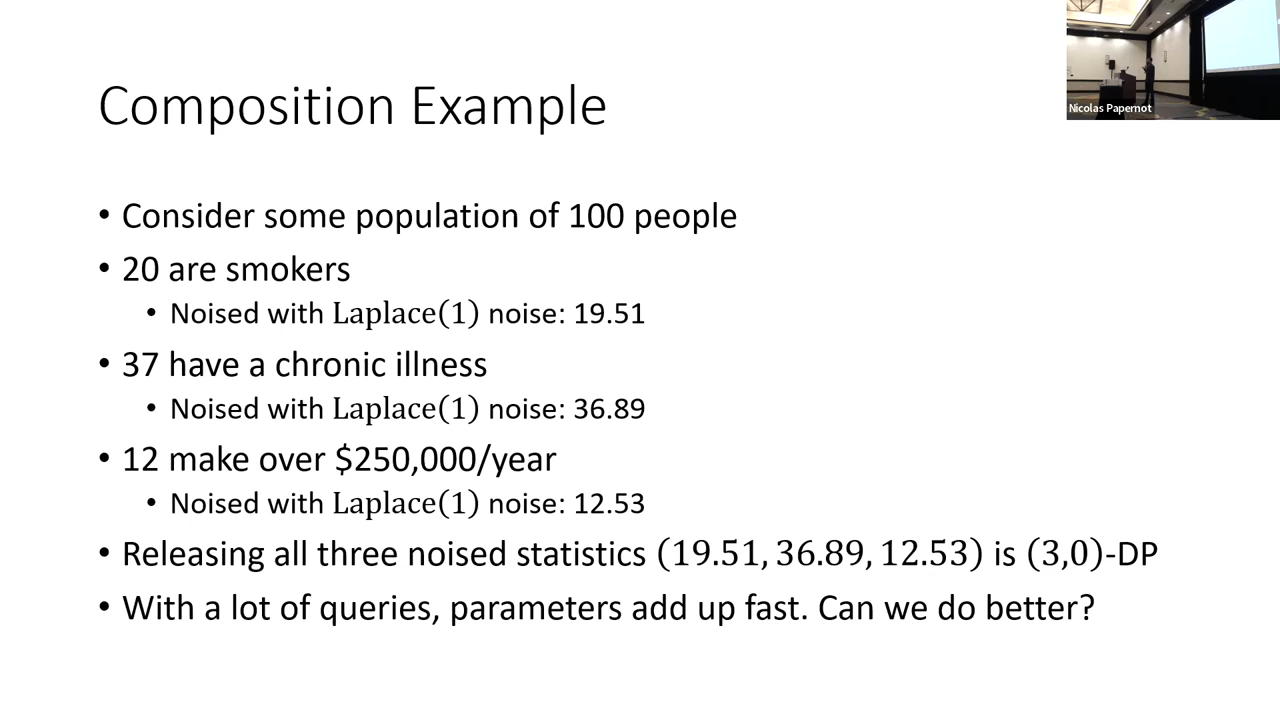 Nicolas Papernot
Composition Example
• Consider some population of 100 people
• 20 are smokers
• Noised with Laplace(1) noise: 19.51
• 37 have a chronic illness
• Noised with Laplace(1) noise: 36.89
• 12 make over $250,000/year
• Noised with Laplace(1) noise: 12.53
• Releasing all three noised statistics (19.51, 36.89, 12.53) is (3,0)-DP
• With a lot of queries, parameters add up fast. Can we do better?